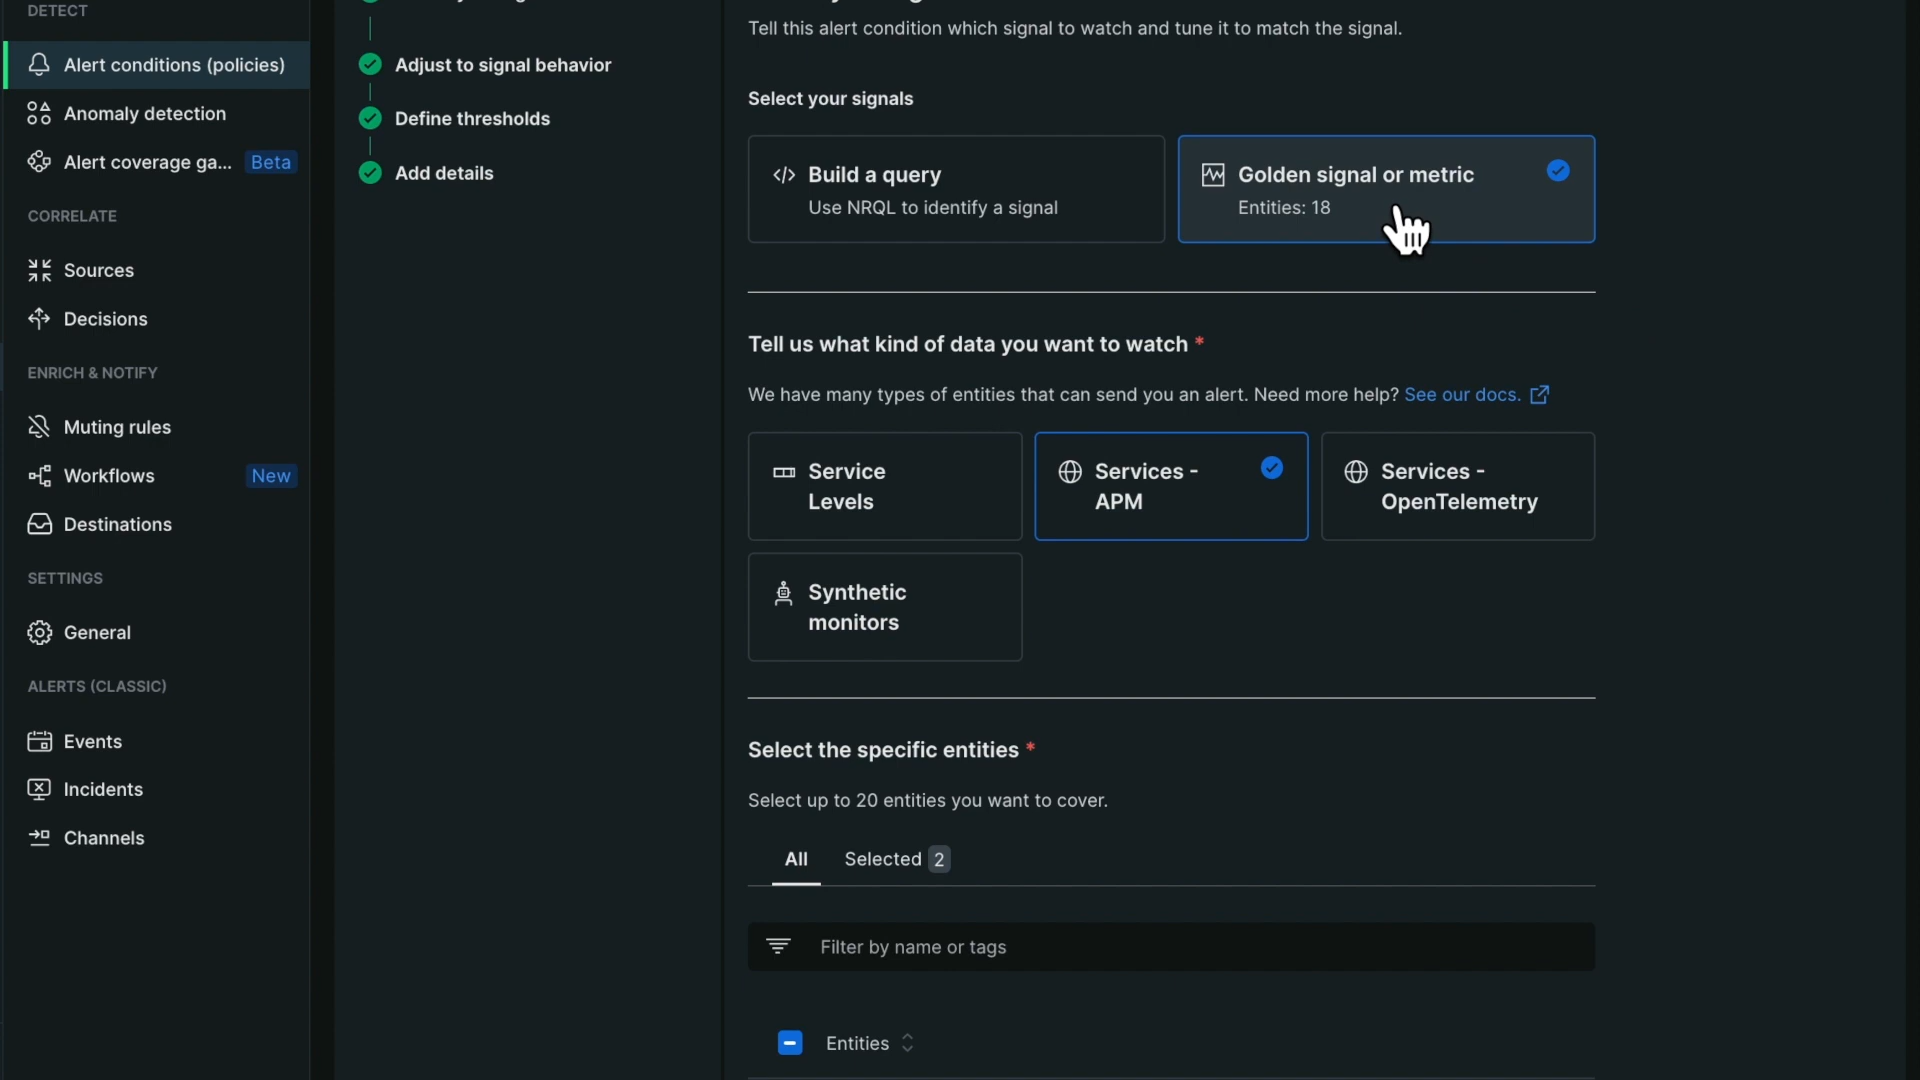 DETECT
Alert conditions (policies)
Anomaly detection
Alert coverage ga... Beta
CORRELATE
Sources
Decisions
ENRICH & NOTIFY
Muting rules
Workflows New
Destinations
SETTINGS
General
ALERTS (CLASSIC)
Events
Incidents
Channels
Adjust to signal behavior
Define thresholds
Add details
Tell this alert condition which signal to watch and tune it to match the signal.
Select your signals
</> Build a query
Use NRQL to identify a signal
Golden signal or metric
Entities: 18
Tell us what kind of data you want to watch *
We have many types of entities that can send you an alert. Need more help? See our docs.
Service
Levels
Services -
APM
Services -
OpenTelemetry
Synthetic
monitors
Select the specific entities *
Select up to 20 entities you want to cover.
All Selected 2
Filter by name or tags
Entities